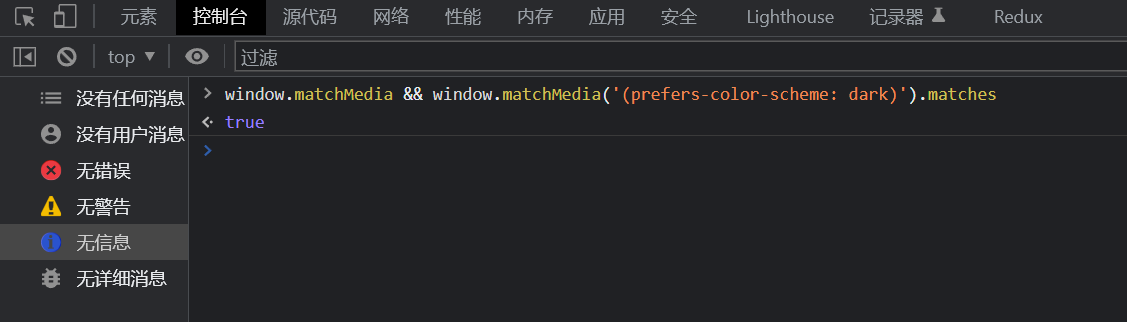 元素 控制台 源代码 网络 性能 内存 应用 安全 Lighthouse 记录器 Redux
top 过滤
没有任何消息
没有用户消息
无错误
无警告
无信息
无详细消息
window.matchMedia && window.matchMedia('(prefers-color-scheme: dark)').matches
true